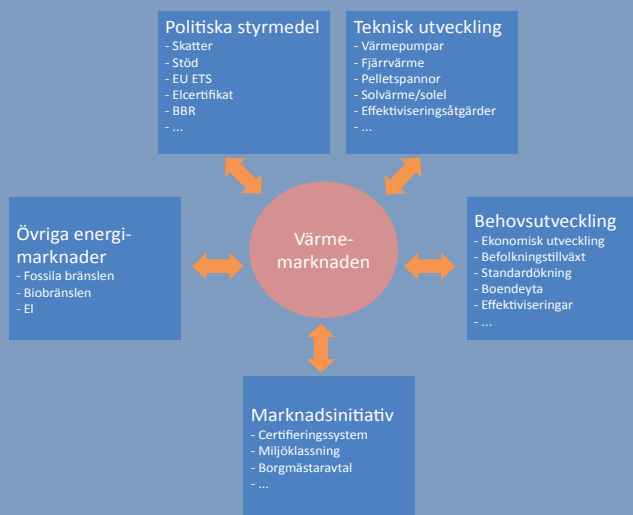 Politiska styrmedel
- Skatter
- Stöd
- EU ETS
- Elcertifikat
- BBR
- ...
Teknisk utveckling
- Värmepumpar
- Fjärrvärme
- Pelletspannor
- Solvärme/solel
- Effektiviseringsåtgärder
- ...
Övriga energi-
marknader
- Fossila bränslen
- Biobränslen
- El
Värme-
marknaden
Behovsutveckling
- Ekonomisk utveckling
- Befolkningstillväxt
- Standardökning
- Boendeyta
- Effektiviseringar
- ...
Marknadsinitiativ
- Certifieringssystem
- Miljöklassning
- Borgmästaravtal
- ...